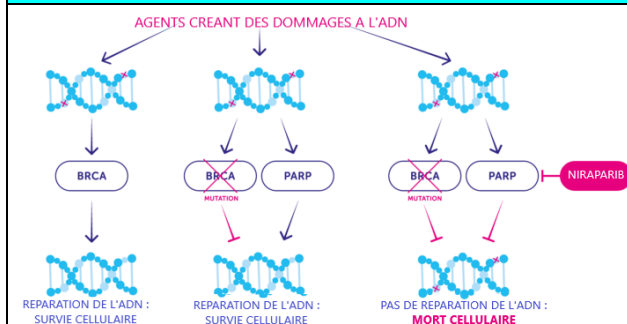 AGENTS CREANT DES DOMMAGES A L'ADN
BRCA
BRCA
PARP
BRCA
PARP
NIRAPARIB
MUTATION
MUTATION
REPARATION DE L'ADN :
SURVIE CELLULAIRE
REPARATION DE L'ADN :
SURVIE CELLULAIRE
PAS DE REPARATION DE L'ADN :
MORT CELLULAIRE